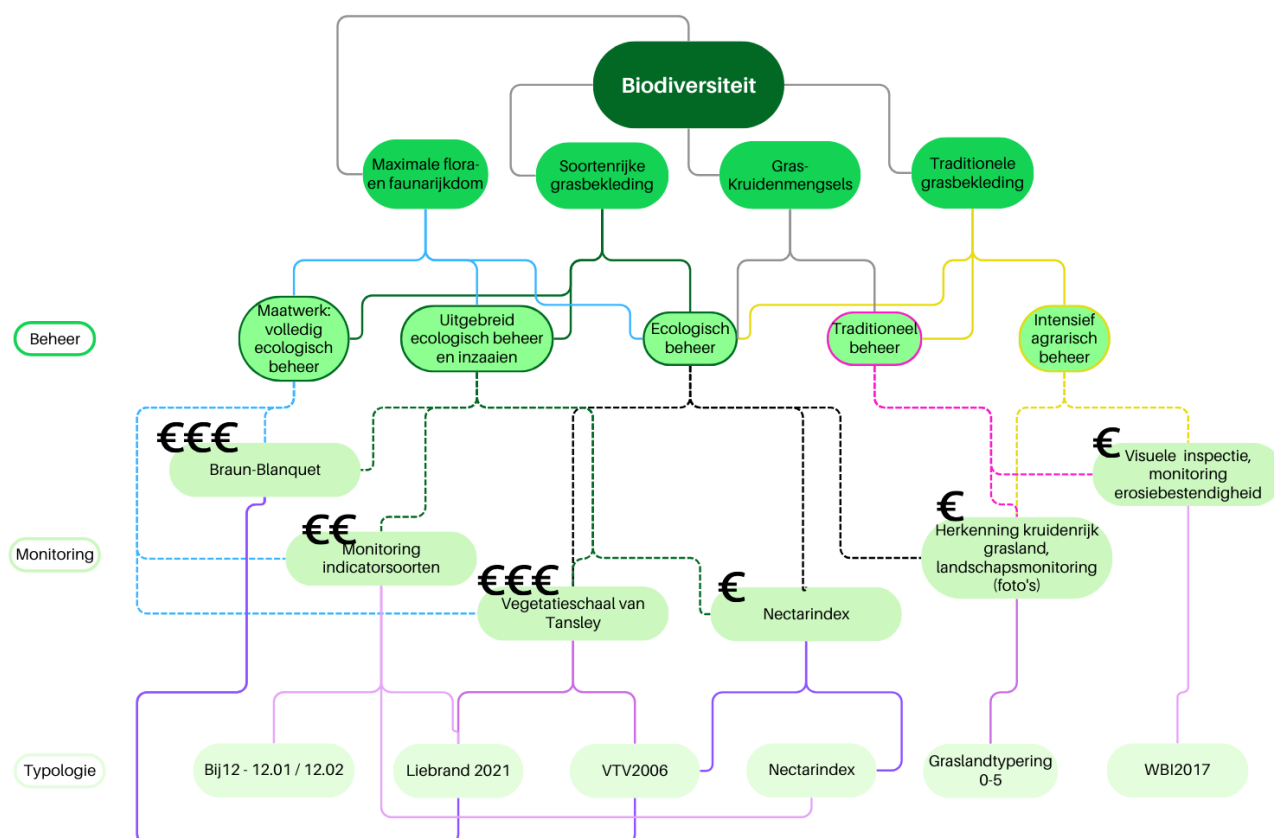 Biodiversiteit
Maximale flora-
en faunarijkdom
Soortenrijke
grasbekleding
Gras-
Kruidenmengsels
Traditionele
grasbekleding
Beheer
Maatwerk:
volledig
ecologisch
beheer
Uitgebreid
ecologisch beheer
en inzaaien
Ecologisch
beheer
Traditioneel
beheer
Intensief
agrarisch
beheer
€€€
Braun-Blanquet
€
Visuele inspectie,
monitoring
erosiebestendigheid
Monitoring
€€
Monitoring
indicatorsoorten
€
Herkenning kruidenrijk
grasland,
landschapsmonitoring
(foto's)
€€€
Vegetatieschaal van
Tansley
€
Nectarindex
Typologie
Bij12 - 12.01 / 12.02
Liebrand 2021
VTV2006
Nectarindex
Graslandtypering
0-5
WBI2017